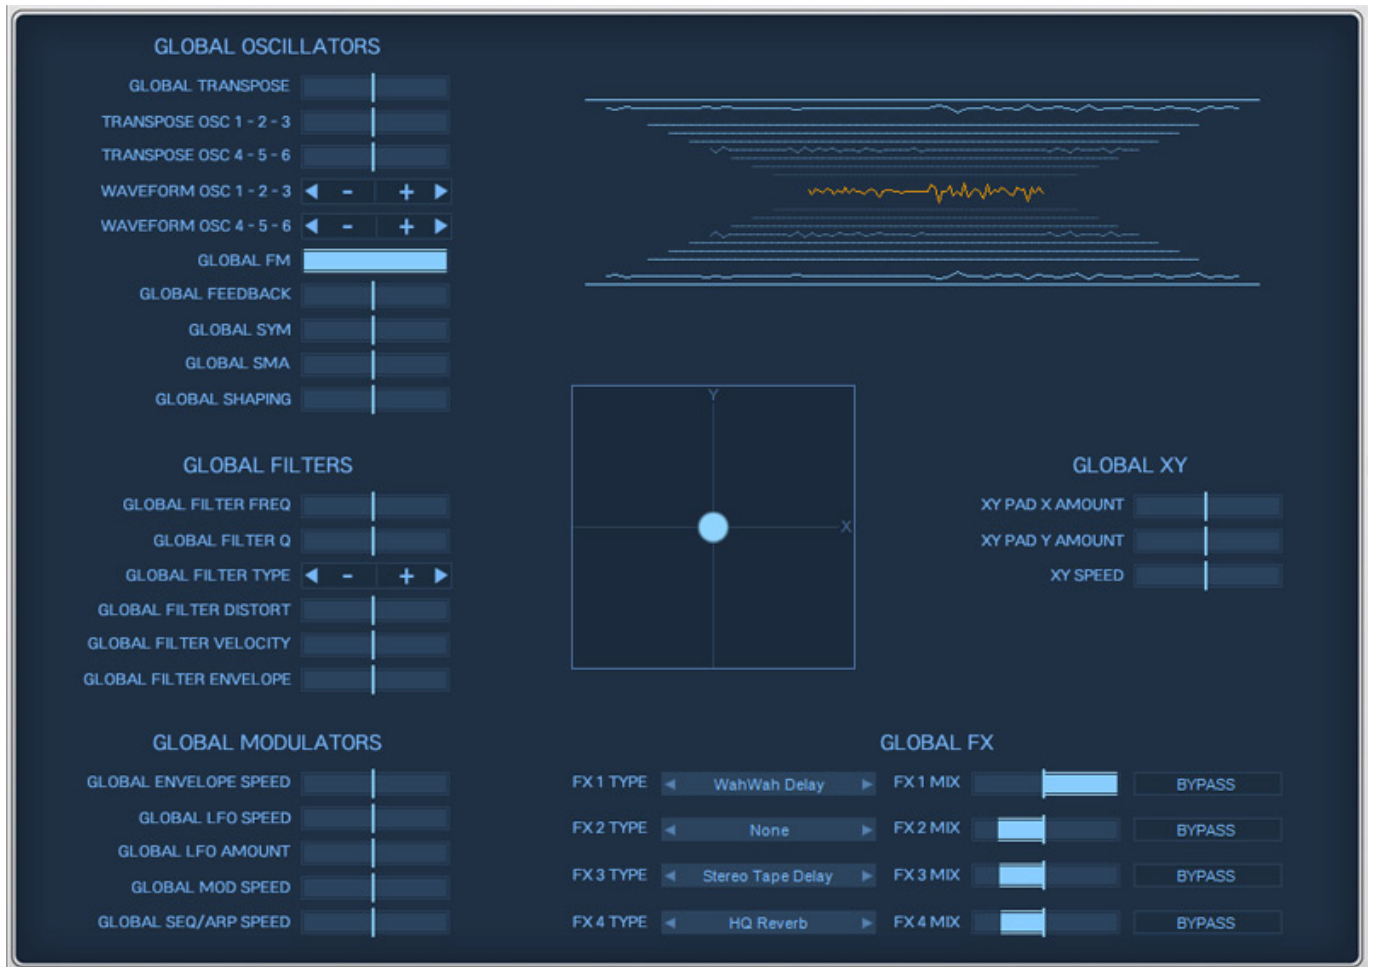 GLOBAL OSCILLATORS
GLOBAL TRANSPOSE
TRANSPOSE OSC 1 - 2 - 3
TRANSPOSE OSC 4 - 5 - 6
WAVEFORM OSC 1 - 2 - 3 - +
WAVEFORM OSC 4 - 5 - 6 - +
GLOBAL FM
GLOBAL FEEDBACK
GLOBAL SYM
GLOBAL SMA
GLOBAL SHAPING
Y
X
GLOBAL FILTERS
GLOBAL FILTER FREQ
GLOBAL FILTER Q
GLOBAL FILTER TYPE - +
GLOBAL FILTER DISTORT
GLOBAL FILTER VELOCITY
GLOBAL FILTER ENVELOPE
GLOBAL XY
XY PAD X AMOUNT
XY PAD Y AMOUNT
XY SPEED
GLOBAL MODULATORS
GLOBAL ENVELOPE SPEED
GLOBAL LFO SPEED
GLOBAL LFO AMOUNT
GLOBAL MOD SPEED
GLOBAL SEQ/ARP SPEED
GLOBAL FX
FX 1 TYPE WahWah Delay FX 1 MIX BYPASS
FX 2 TYPE None FX 2 MIX BYPASS
FX 3 TYPE Stereo Tape Delay FX 3 MIX BYPASS
FX 4 TYPE HQ Reverb FX 4 MIX BYPASS